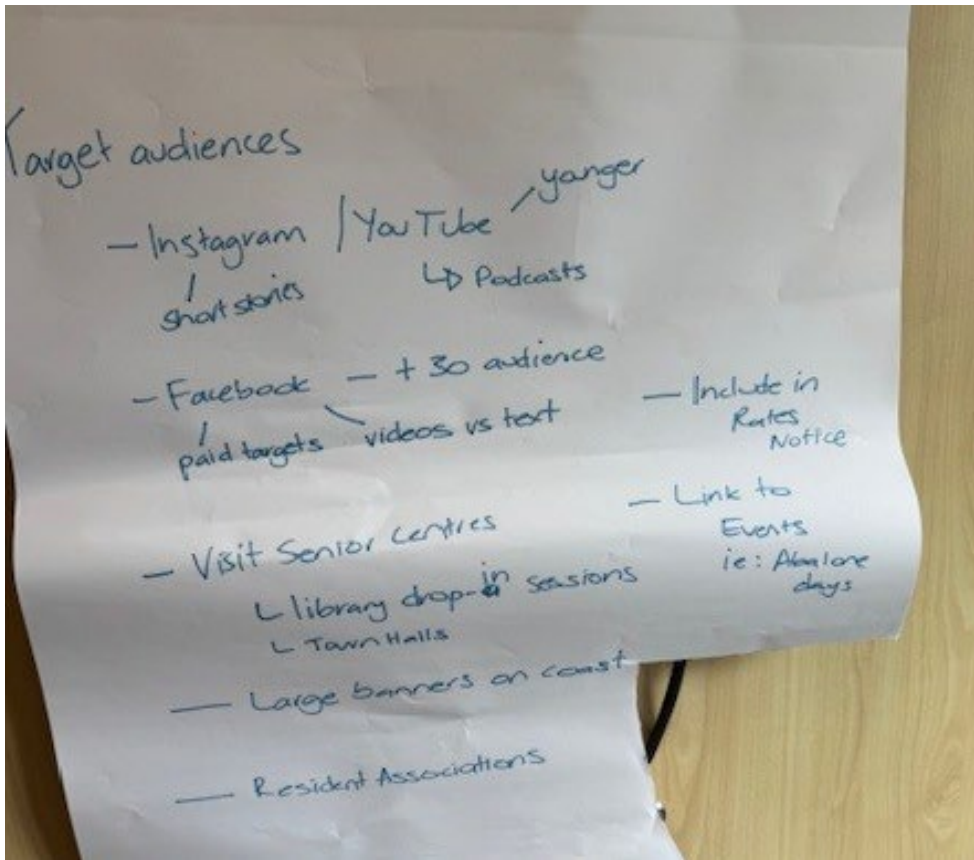 Target audiences
younger
– Instagram / YouTube
short stories
↳ Podcasts
– Facebook – + 30 audience
paid targets videos vs text
– Visit Senior Centres
└ library drop-in sessions
└ Town Halls
— Large banners on coast
— Resident Associations
— Include in
Rates
Notice
— Link to
Events
ie: Abalone
days